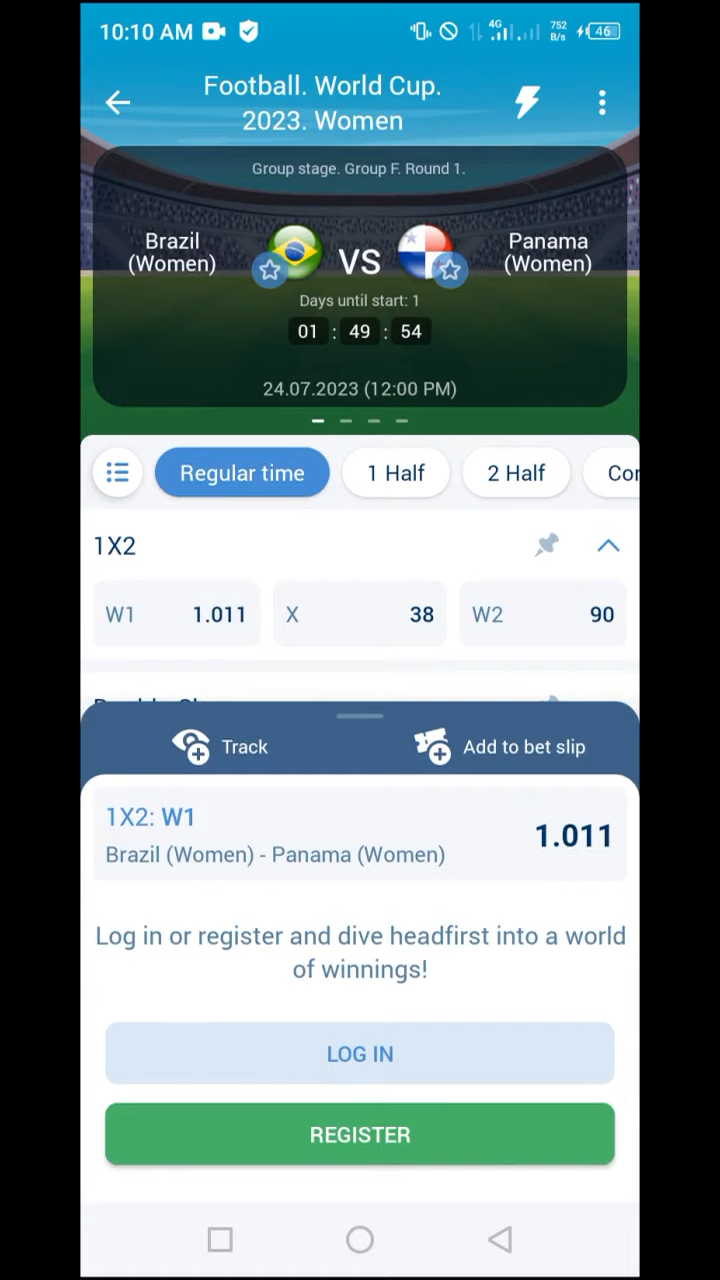 10:10 AM
4G
752
B/s
46
Football. World Cup.
2023. Women
Group stage. Group F. Round 1.
Brazil
(Women)
VS
Panama
(Women)
Days until start: 1
01 : 49 : 54
24.07.2023 (12:00 PM)
Regular time
1 Half
2 Half
Cor
1X2
W1 1.011
X 38
W2 90
Track
Add to bet slip
1X2: W1
1.011
Brazil (Women) - Panama (Women)
Log in or register and dive headfirst into a world
of winnings!
LOG IN
REGISTER